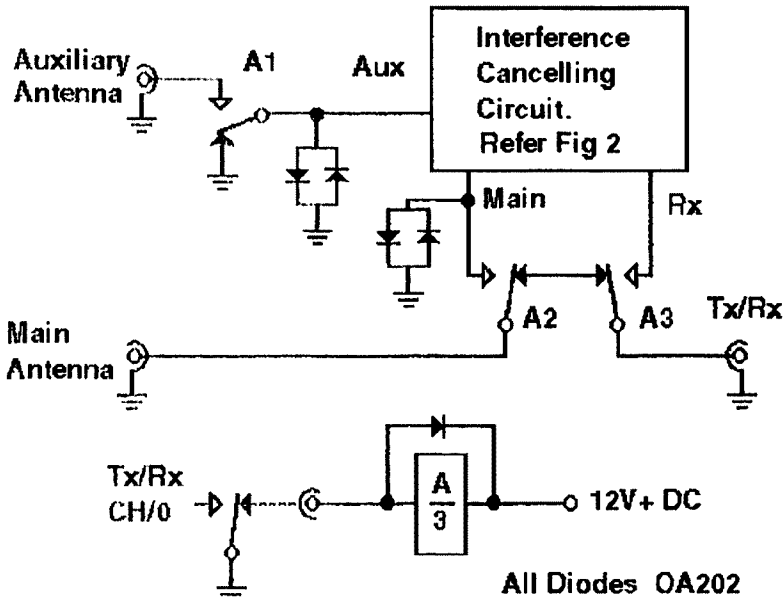 Auxiliary
Antenna
A1
Aux
Interference
Cancelling
Circuit.
Refer Fig 2
Main
Rx
A2
A3
Tx/Rx
Main
Antenna
Tx/Rx
CH/0
A
3
12V+ DC
All Diodes OA202